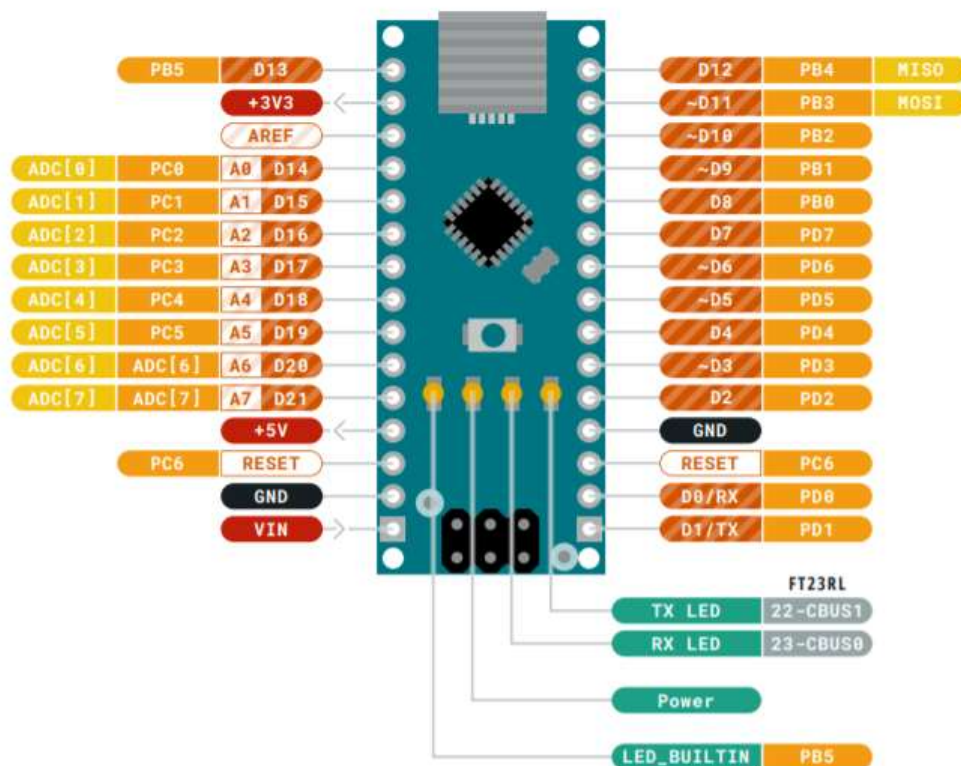 PB5 D13 D12 PB4 MISO
+3V3 ~D11 PB3 MOSI
AREF ~D10 PB2
ADC[0] PC0 A0 D14 ~D9 PB1
ADC[1] PC1 A1 D15 D8 PB0
ADC[2] PC2 A2 D16 D7 PD7
ADC[3] PC3 A3 D17 ~D6 PD6
ADC[4] PC4 A4 D18 ~D5 PD5
ADC[5] PC5 A5 D19 D4 PD4
ADC[6] ADC[6] A6 D20 ~D3 PD3
ADC[7] ADC[7] A7 D21 D2 PD2
+5V GND
PC6 RESET RESET PC6
GND D0/RX PD0
VIN D1/TX PD1
FT23RL
TX LED 22-CBUS1
RX LED 23-CBUS0
Power
LED_BUILTIN PB5